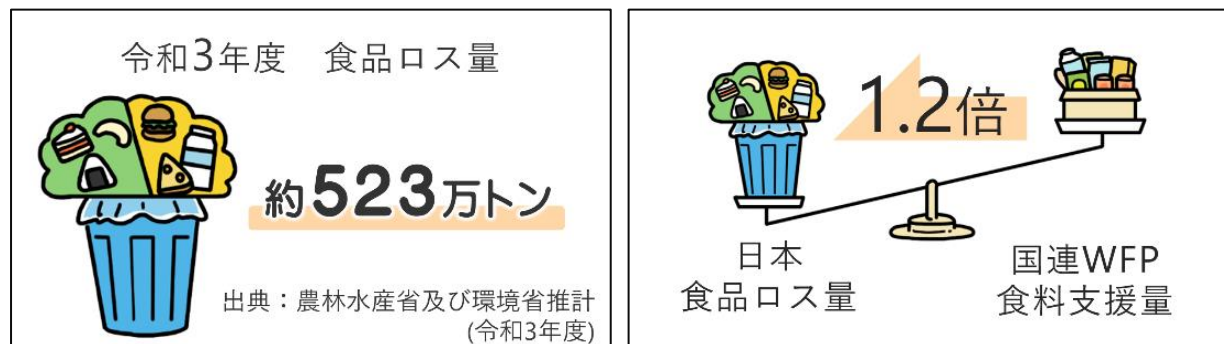 令和3年度　食品ロス量
約523万トン
出典：農林水産省及び環境省推計
(令和3年度)
1.2倍
日本
食品ロス量
国連WFP
食料支援量